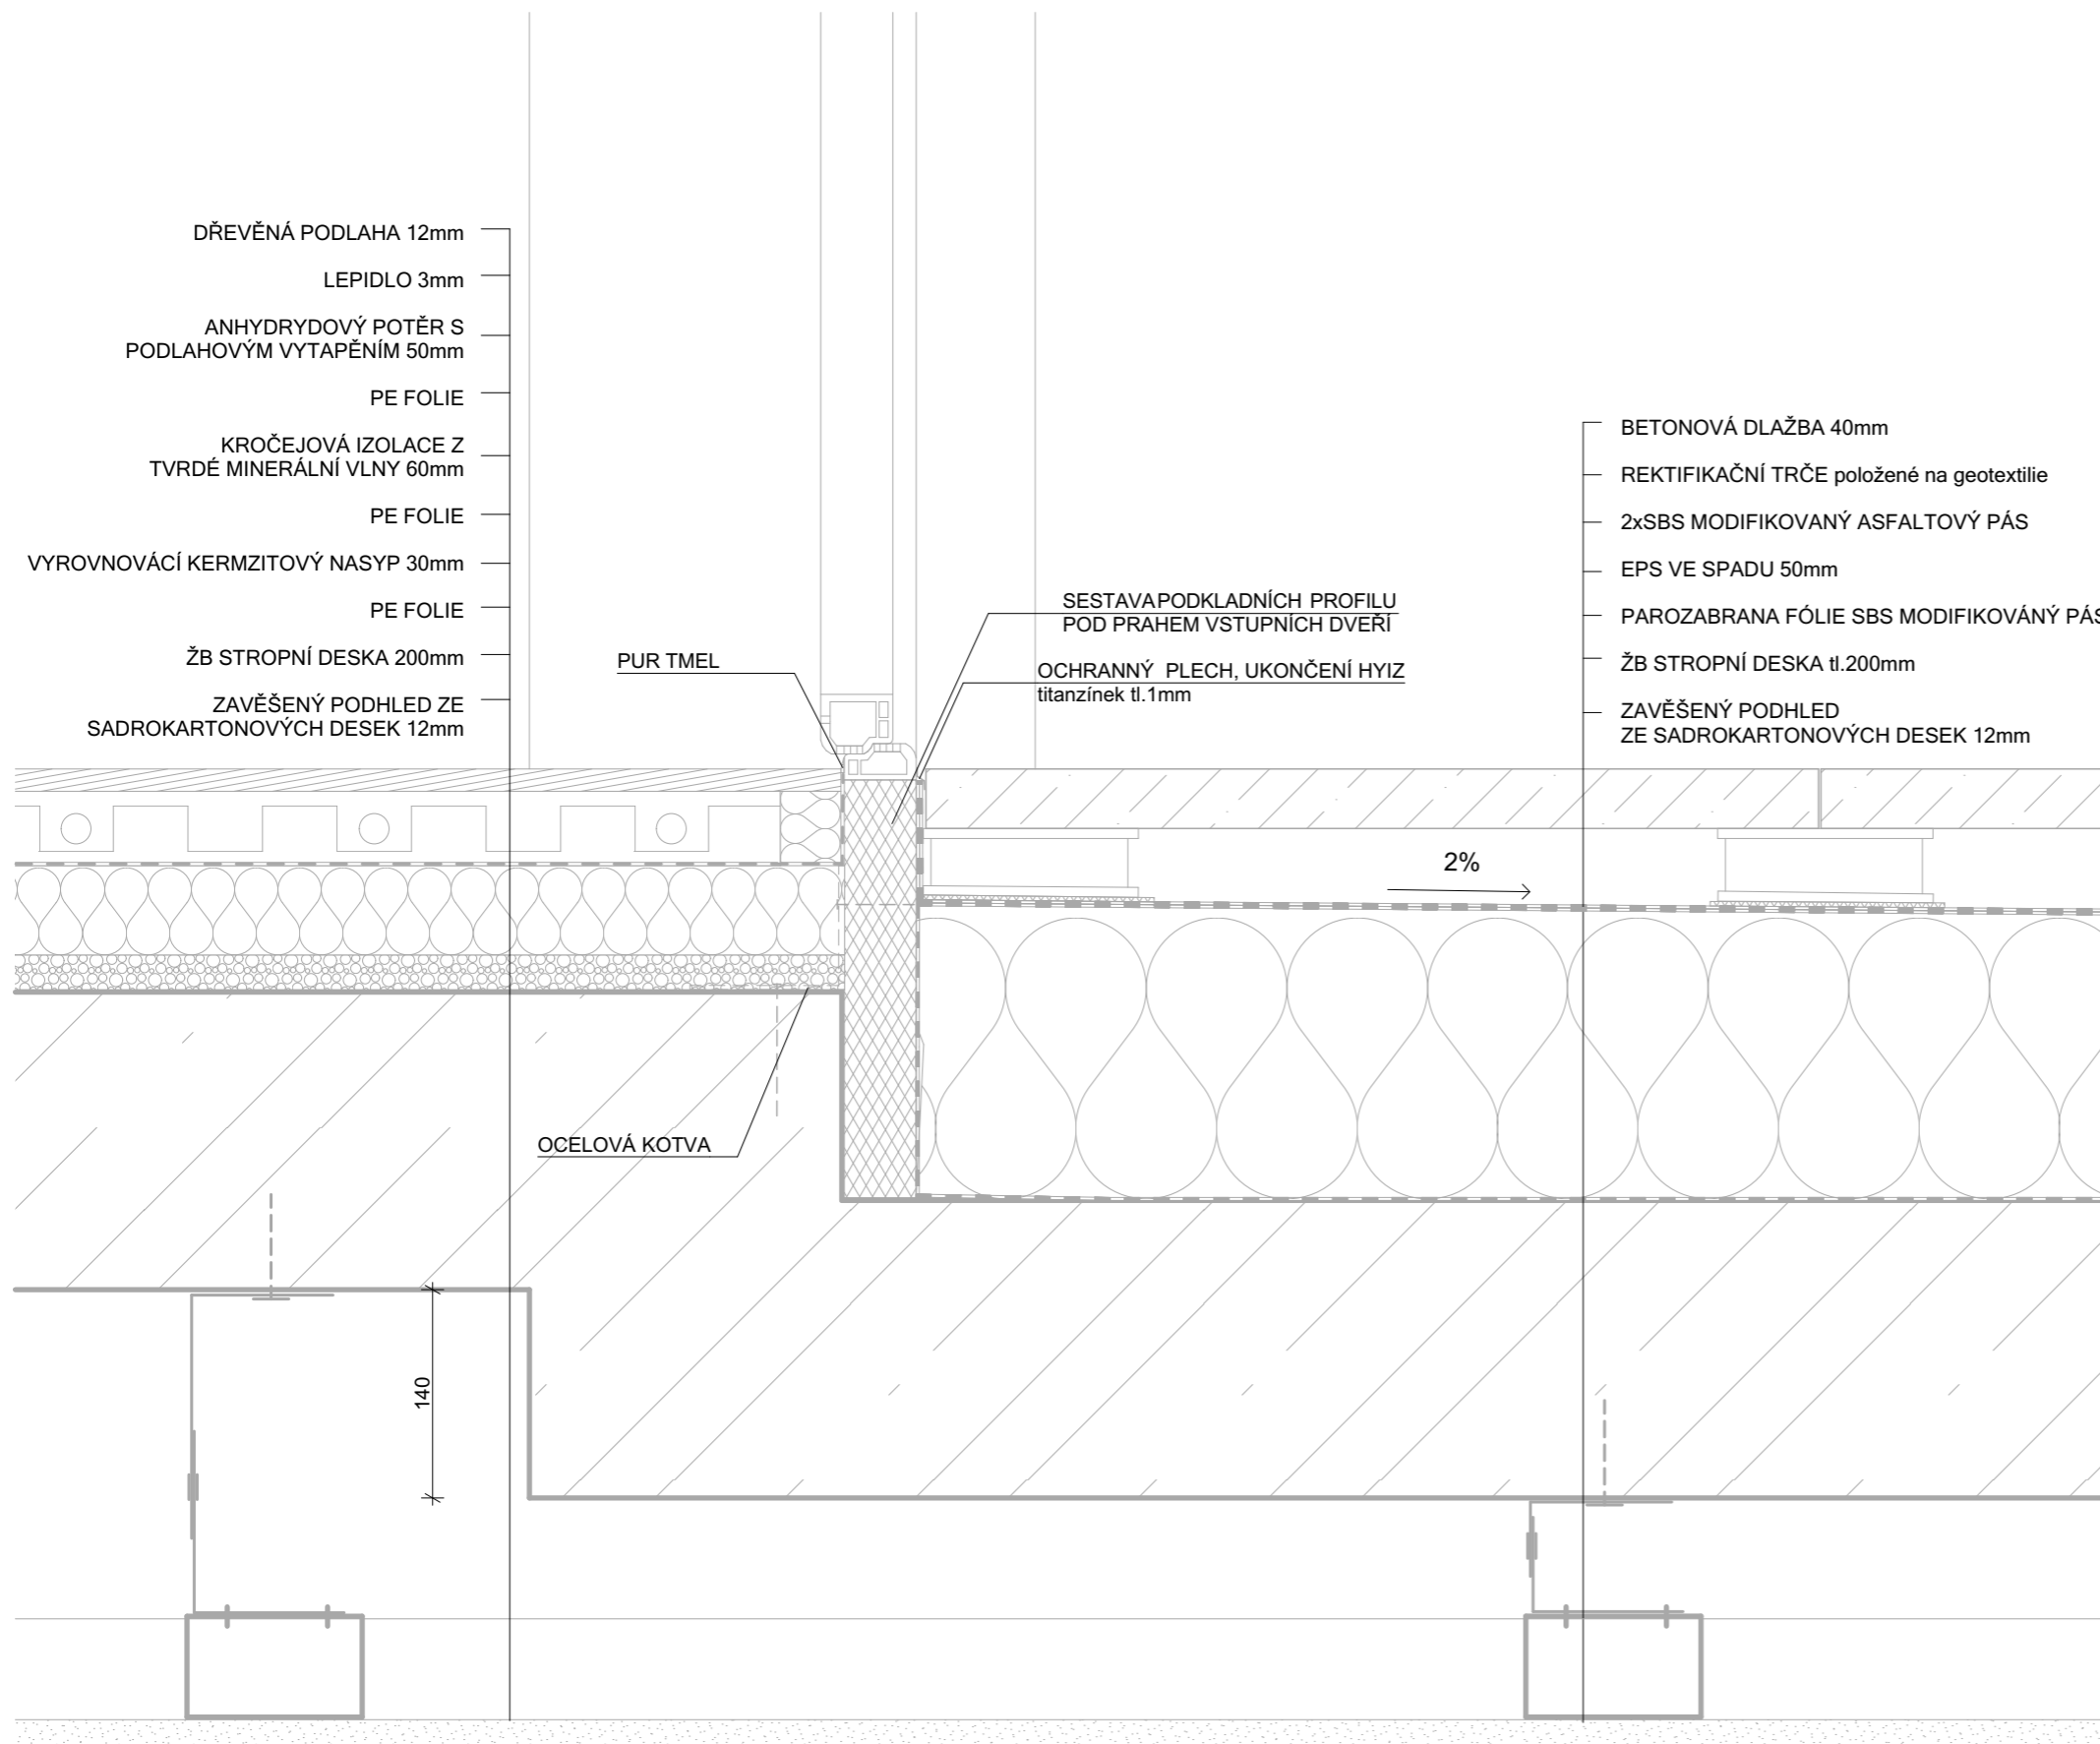 DŘEVĚNÁ PODLAHA 12mm
LEPIDLO 3mm
ANHYDRYDOVÝ POTĚR S
PODLAHOVÝM VYTAPĚNÍM 50mm
PE FOLIE
KROČEJOVÁ IZOLACE Z
TVRDÉ MINERÁLNÍ VLNY 60mm
PE FOLIE
VYROVNOVÁCÍ KERMZITOVÝ NASYP 30mm
PE FOLIE
ŽB STROPNÍ DESKA 200mm
ZAVĚŠENÝ PODHLED ZE
SADROKARTONOVÝCH DESEK 12mm
PUR TMEL
SESTAVA PODKLADNÍCH PROFILU
POD PRAHEM VSTUPNÍCH DVEŘÍ
OCHRANNÝ PLECH, UKONČENÍ HYIZ
titanzínek tl.1mm
BETONOVÁ DLAŽBA 40mm
REKTIFIKAČNÍ TRČE položené na geotextilie
2xSBS MODIFIKOVANÝ ASFALTOVÝ PÁS
EPS VE SPADU 50mm
PAROZABRANA FÓLIE SBS MODIFIKOVÁNÝ PÁS
ŽB STROPNÍ DESKA tl.200mm
ZAVĚŠENÝ PODHLED
ZE SADROKARTONOVÝCH DESEK 12mm
2%
OCELOVÁ KOTVA
140